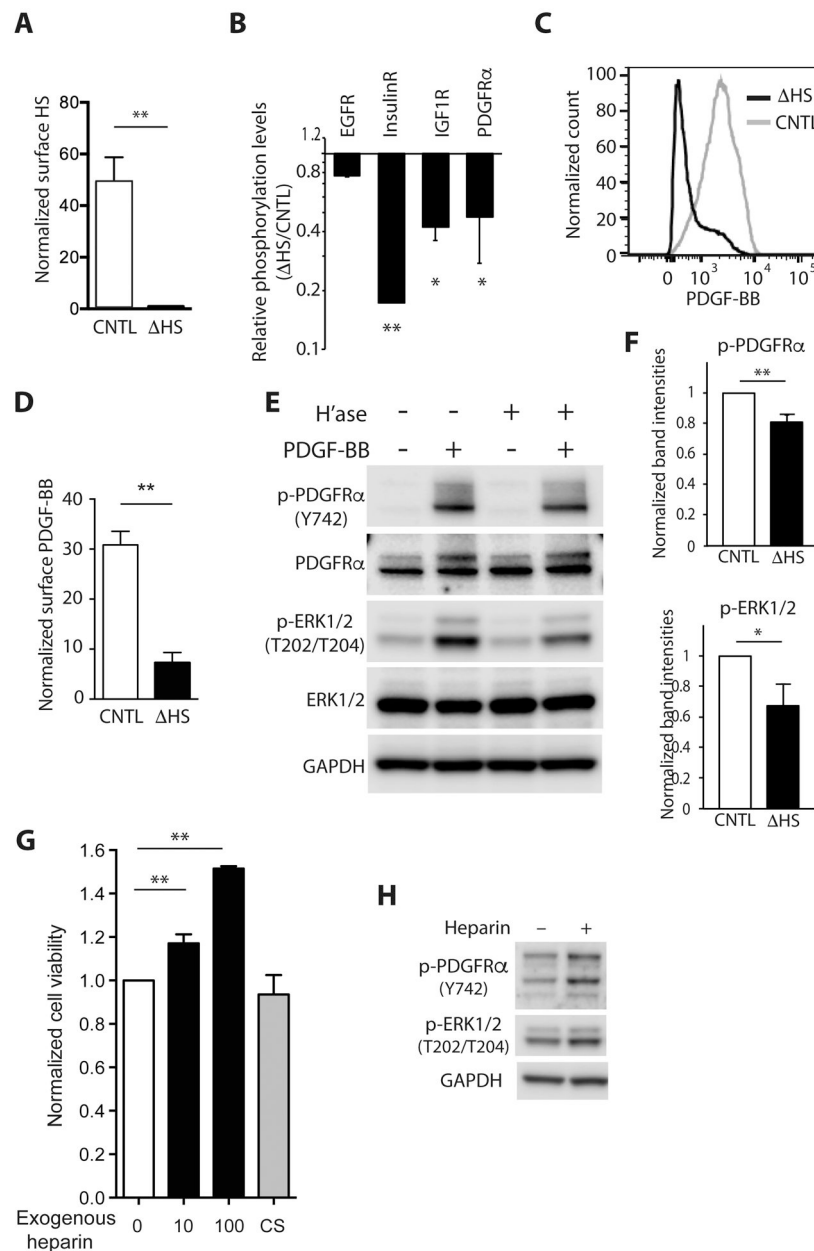 A
Normalized surface HS
80
60
40
20
0
**
CNTL ΔHS
B
Relative phosphorylation levels
(ΔHS/CNTL)
EGFR
InsulinR
IGF1R
PDGFRα
1.2
0.8
0.4
0.2
0.1
**
*
*
C
Normalized count
100
80
60
40
20
0
ΔHS
CNTL
0 10³ 10⁴ 10⁵
PDGF-BB
D
Normalized surface PDGF-BB
40
30
20
10
0
**
CNTL ΔHS
E
H'ase - - + +
PDGF-BB - + - +
p-PDGFRα
(Y742)
PDGFRα
p-ERK1/2
(T202/T204)
ERK1/2
GAPDH
F
p-PDGFRα
Normalized band intensities
1
0.8
0.6
0.4
0.2
0
**
CNTL ΔHS
p-ERK1/2
Normalized band intensities
1
0.8
0.6
0.4
0.2
0
*
CNTL ΔHS
G
Normalized cell viability
1.6
1.4
1.2
1.0
0.8
0.6
0.4
0.2
0.0
**
**
Exogenous
heparin
0 10 100 CS
H
Heparin – +
p-PDGFRα
(Y742)
p-ERK1/2
(T202/T204)
GAPDH